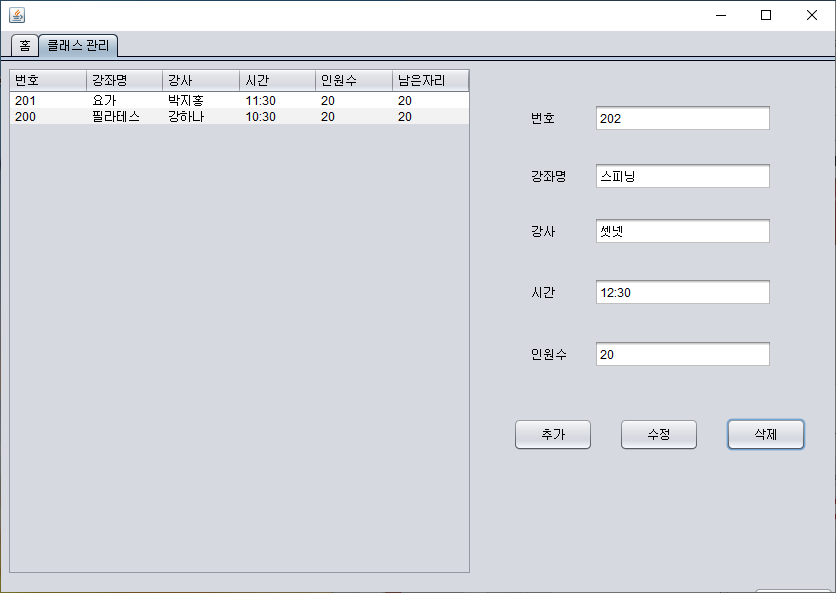 홈 클래스 관리
번호 강좌명 강사 시간 인원수 남은자리
201 요가 박지홍 11:30 20 20
200 필라테스 강하나 10:30 20 20
번호 202
강좌명 스피닝
강사 셋넷
시간 12:30
인원수 20
추가 수정 삭제